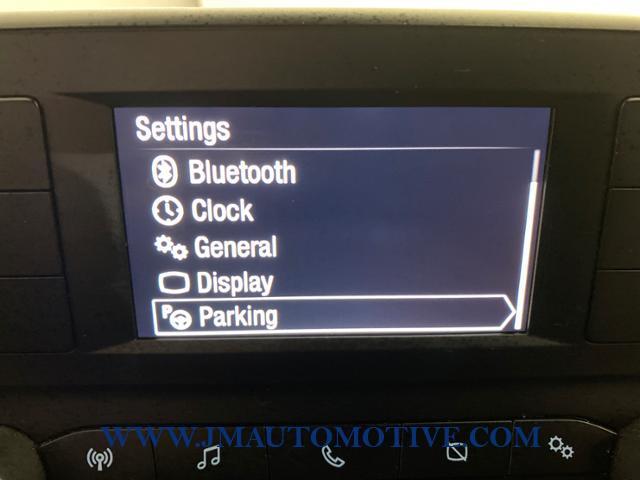 Settings
Bluetooth
Clock
General
Display
Parking
WWW.JMAUTOMOTIVE.COM